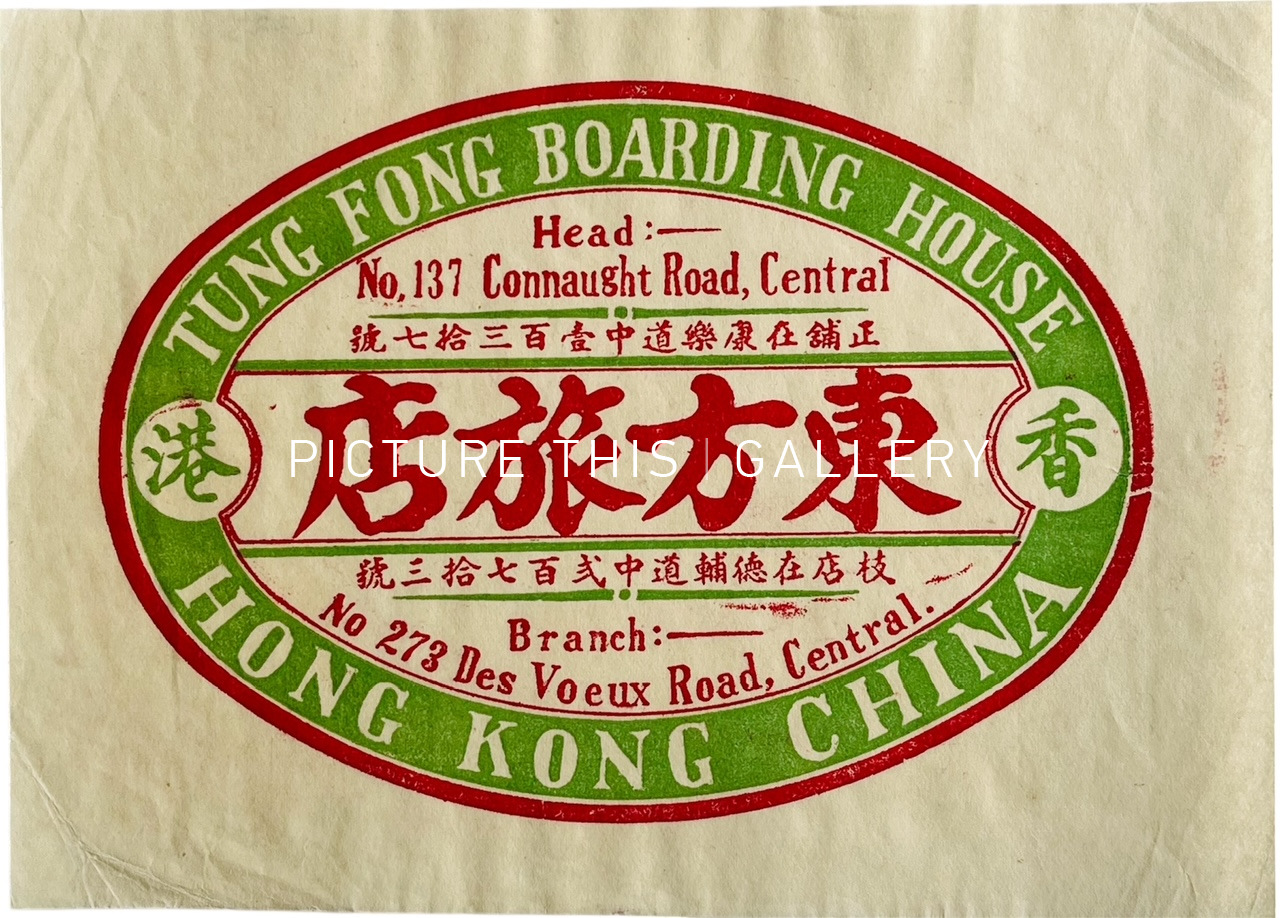 TUNG FONG BOARDING HOUSE
Head:—
No, 137 Connaught Road, Central
號七拾三百壹中道樂康在舖正
香
港
店旅方東
PICTURE THIS | GALLERY
號三拾七百弍中道輔德在店枝
Branch:—
No 273 Des Voeux Road, Central.
HONG KONG CHINA